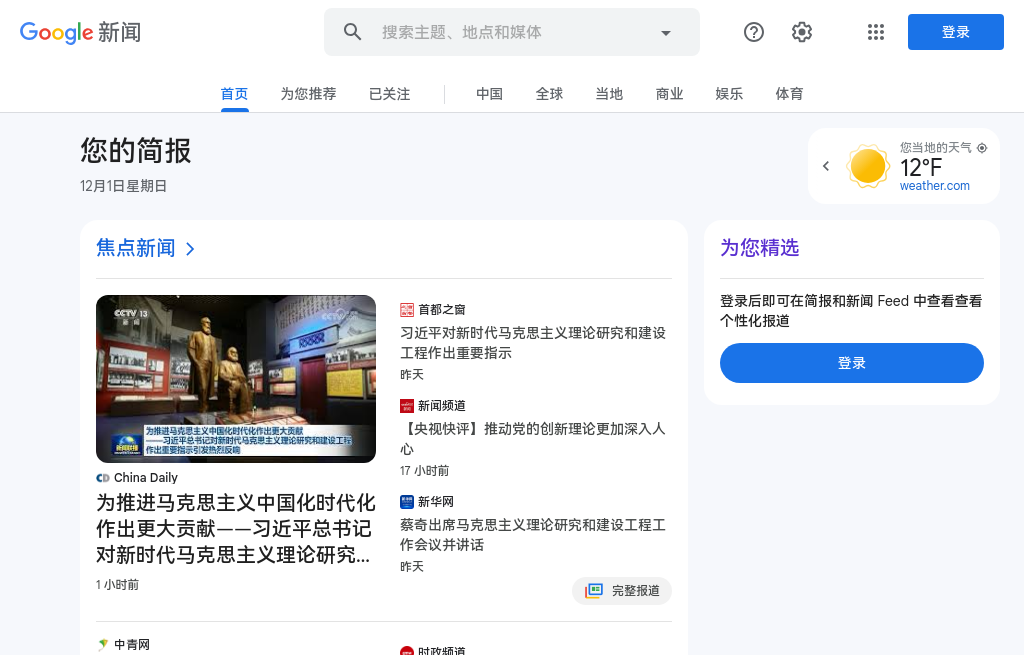 Google 新闻
搜索主题、地点和媒体
登录
首页
为您推荐
已关注
中国
全球
当地
商业
娱乐
体育
您的简报
12月1日星期日
您当地的天气
12°F
weather.com
焦点新闻
为您精选
登录后即可在简报和新闻 Feed 中查看查看
个性化报道
登录
CCTV 13
新闻
CCTV.
为推进马克思主义中国化时代化作出更大贡献
——习近平总书记对新时代马克思主义理论研究和建设工程
作出重要指示引发热烈反响
新闻联播
China Daily
为推进马克思主义中国化时代化
作出更大贡献——习近平总书记
对新时代马克思主义理论研究…
1 小时前
首都之窗
习近平对新时代马克思主义理论研究和建设
工程作出重要指示
昨天
新闻频道
【央视快评】推动党的创新理论更加深入人
心
17 小时前
新华网
蔡奇出席马克思主义理论研究和建设工程工
作会议并讲话
昨天
完整报道
中青网
时政频道